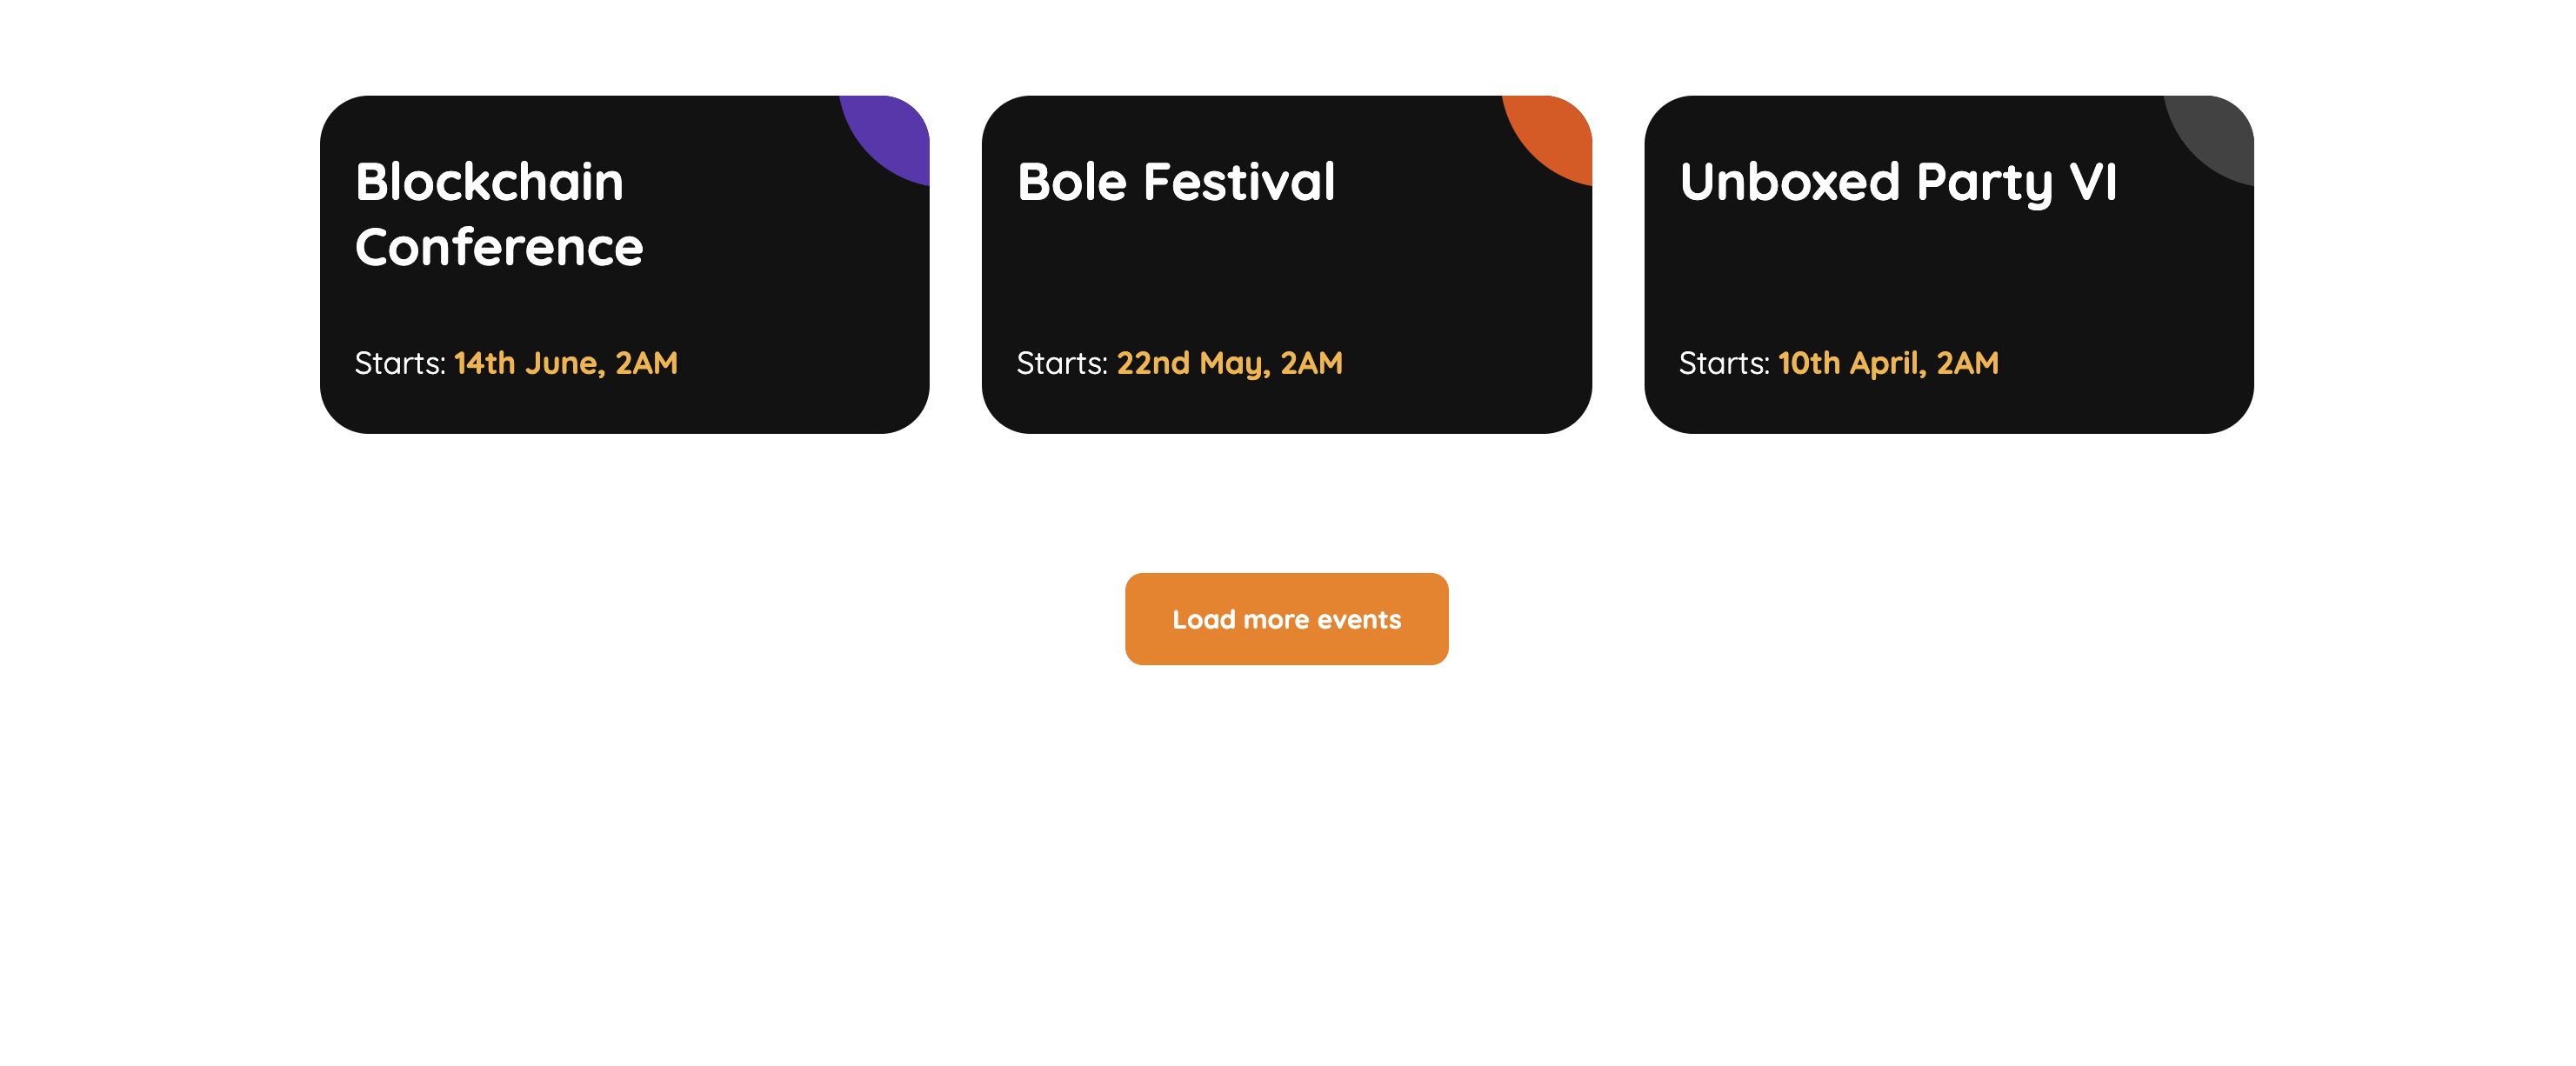 Blockchain
Conference
Starts: 14th June, 2AM
Bole Festival
Starts: 22nd May, 2AM
Unboxed Party VI
Starts: 10th April, 2AM
Load more events